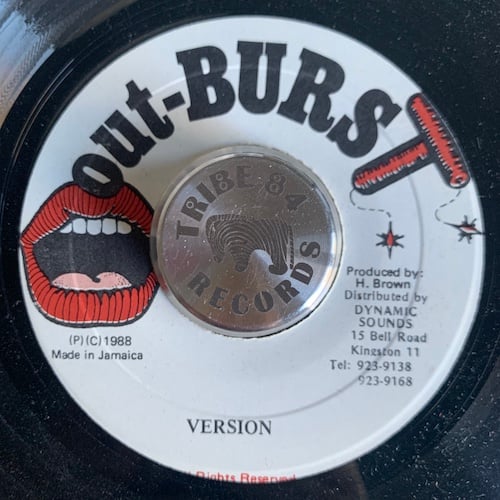 out-BURST
TRIBE 84
RECORDS
Produced by:
H. Brown
Distributed by
DYNAMIC
SOUNDS
15 Bell Road
Kingston 11
Tel: 923-9138
923-9168
(P)(C)1988
Made in Jamaica
VERSION
Rights Reserved